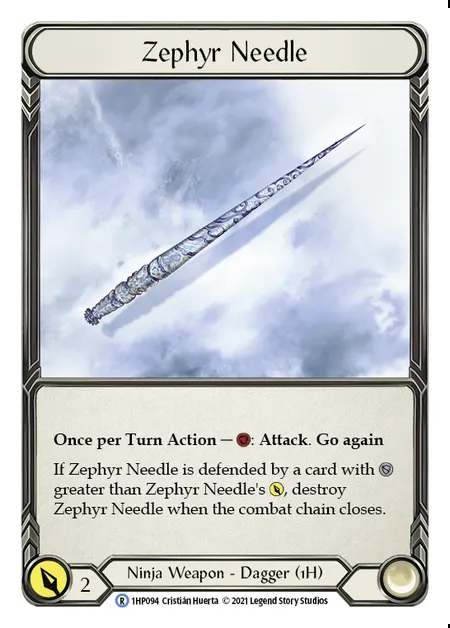 Zephyr Needle
Once per Turn Action — : Attack. Go again
If Zephyr Needle is defended by a card with
greater than Zephyr Needle's , destroy
Zephyr Needle when the combat chain closes.
2
Ninja Weapon - Dagger (1H)
R 1HP094 Cristián Huerta © 2021 Legend Story Studios